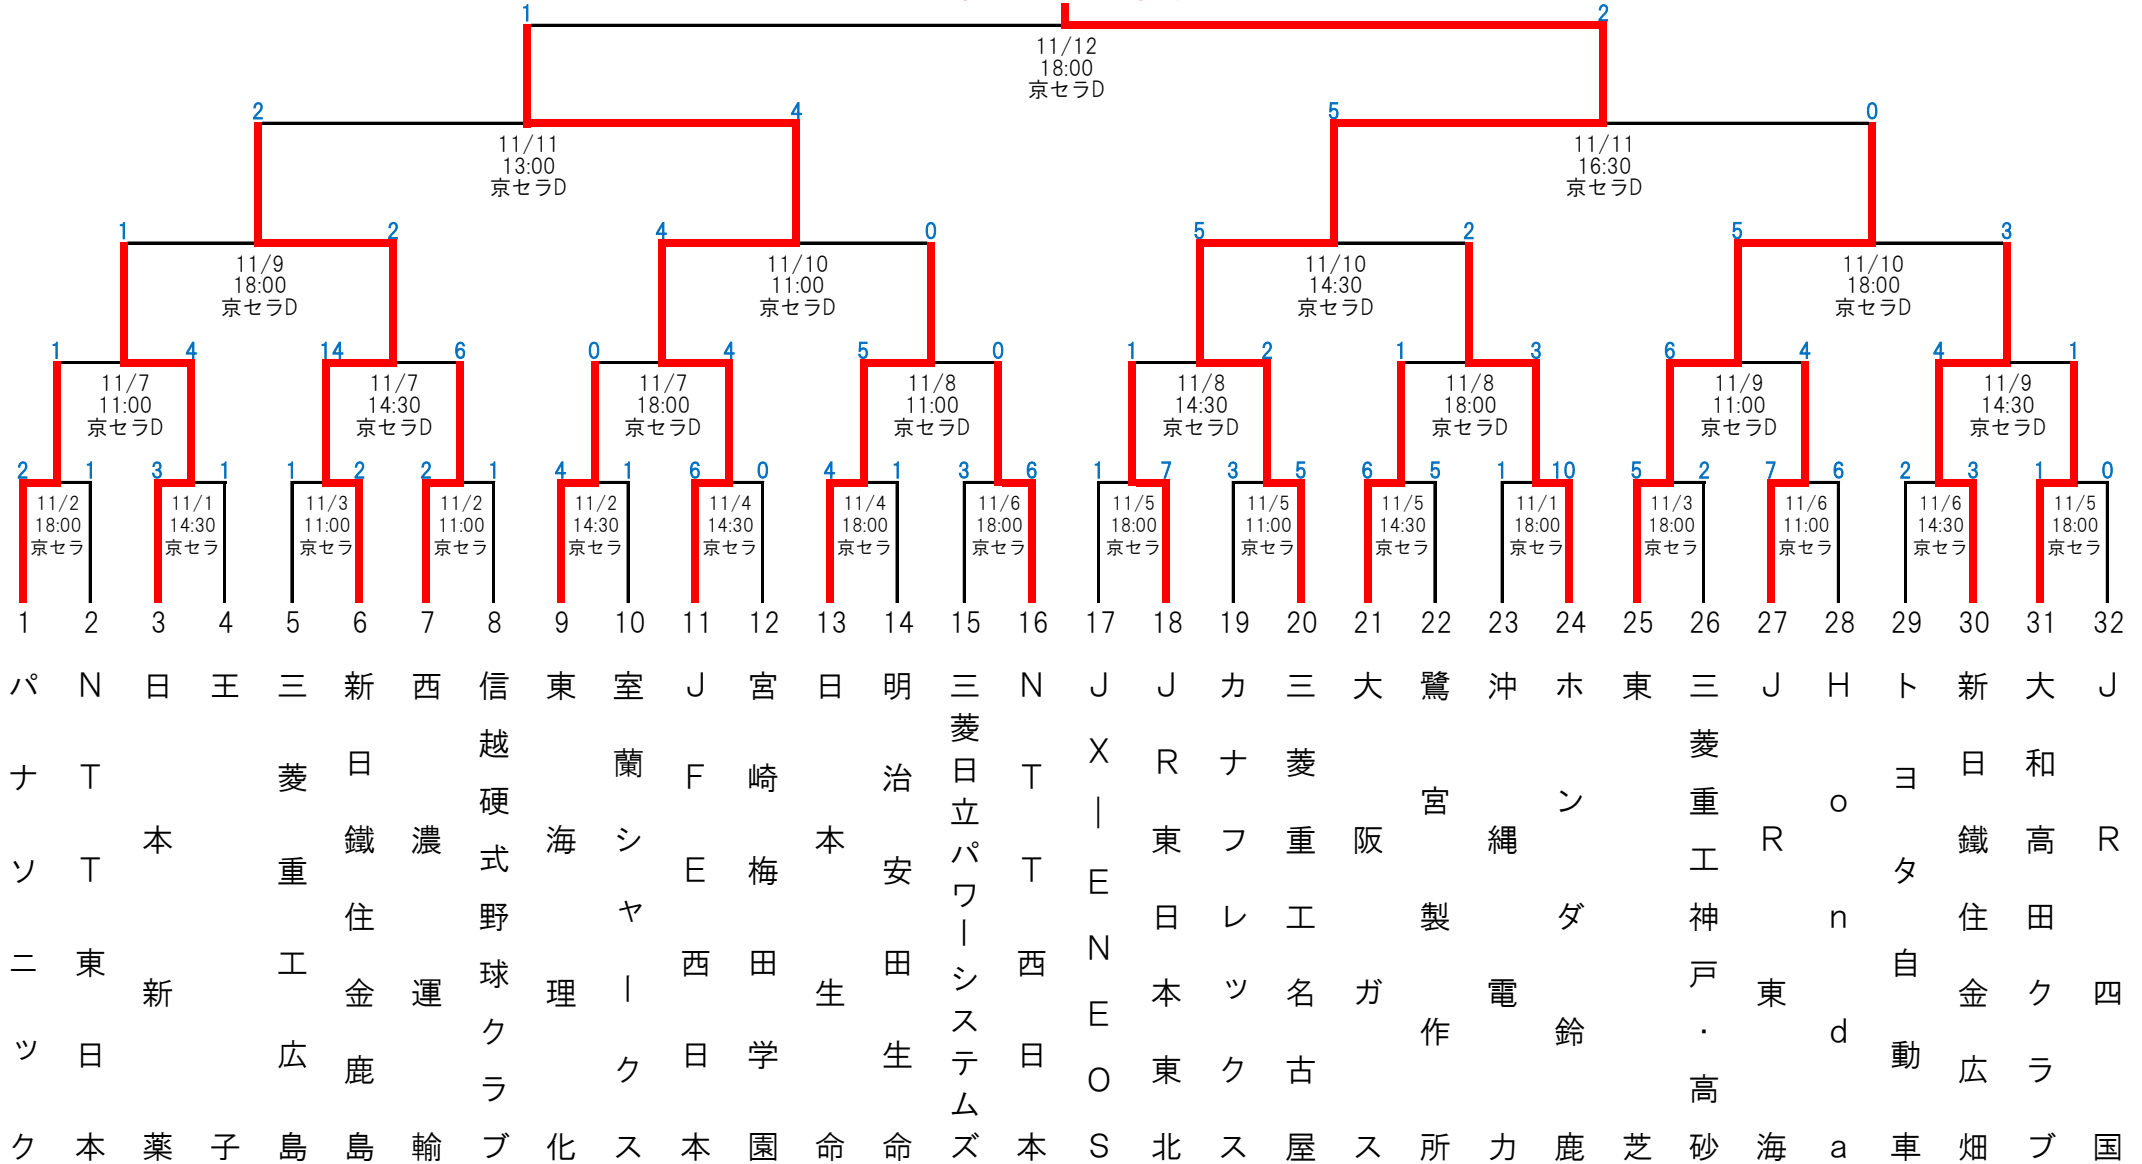 1 2
11/12
18:00
京セラD
2 4 5 0
11/11 11/11
13:00 16:30
京セラD 京セラD
1 2 4 0 5 2 5 3
11/9 11/10 11/10 11/10
18:00 11:00 14:30 18:00
京セラD 京セラD 京セラD 京セラD
1 4 14 6 0 4 5 0 1 2 1 3 6 4 4 1
11/7 11/7 11/7 11/8 11/8 11/8 11/9 11/9
11:00 14:30 18:00 11:00 14:30 18:00 11:00 14:30
京セラD 京セラD 京セラD 京セラD 京セラD 京セラD 京セラD 京セラD
2 1 3 1 1 2 2 1 4 1 6 0 4 1 3 6 1 7 3 5 6 5 1 10 5 2 7 6 2 3 1 0
11/2 11/1 11/3 11/2 11/2 11/4 11/4 11/6 11/5 11/5 11/5 11/1 11/3 11/6 11/6 11/5
18:00 14:30 11:00 11:00 14:30 14:30 18:00 18:00 18:00 11:00 14:30 18:00 18:00 11:00 14:30 18:00
京セラ 京セラ 京セラ 京セラ 京セラ 京セラ 京セラ 京セラ 京セラ 京セラ 京セラ 京セラ 京セラ 京セラ 京セラ 京セラ
1 2 3 4 5 6 7 8 9 10 11 12 13 14 15 16 17 18 19 20 21 22 23 24 25 26 27 28 29 30 31 32
パナソニック
NTT東日本
日本新薬
王子
三菱重工広島
新日鐵住金鹿島
西濃運輸
信越硬式野球クラブ
東海理化
室蘭シャークス
JFE西日本
宮崎梅田学園
日本生命
明治安田生命
三菱日立パワーシステムズ
NTT西日本
JX―ENEOS
JR東日本東北
カナフレックス
三菱重工名古屋
大阪ガス
鷺宮製作所
沖縄電力
ホンダ鈴鹿
東芝
三菱重工神戸・高砂
JR東海
Honda
トヨタ自動車
新日鐵住金広畑
大和高田クラブ
JR四国